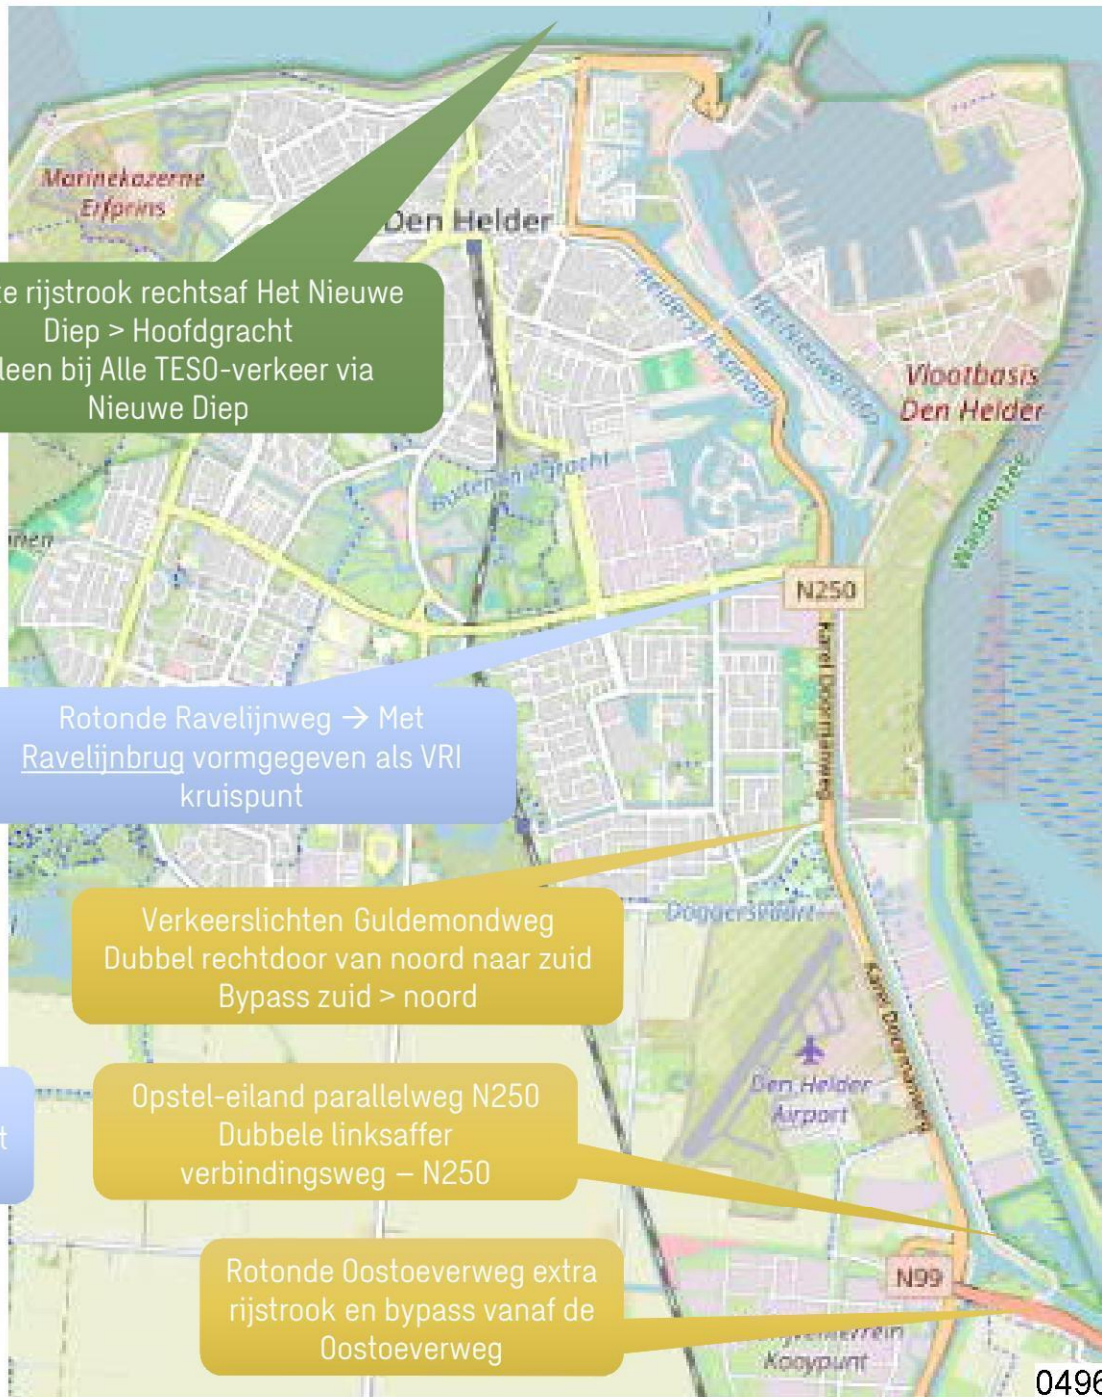 Marinekazerne
Erfprins
Den Helder
te rijstrook rechtsaf Het Nieuwe
Diep > Hoofdgracht
leen bij Alle TESO-verkeer via
Nieuwe Diep
Helders kanaal
Het Nieuwe Diep
Vlootbasis
Den Helder
Waddenzee
N250
Karel Doormanweg
Rotonde Ravelijnweg → Met
Ravelijnbrug vormgegeven als VRI
kruispunt
Verkeerslichten Guldemondweg
Dubbel rechtdoor van noord naar zuid
Bypass zuid > noord
Doggersvaart
Karel Doormanweg
Balgzandkanaal
Den Helder
Airport
t
Opstel-eiland parallelweg N250
Dubbele linksaffer
verbindingsweg – N250
N99
Rotonde Oostoeverweg extra
rijstrook en bypass vanaf de
Oostoeverweg
Kooypunt
0496